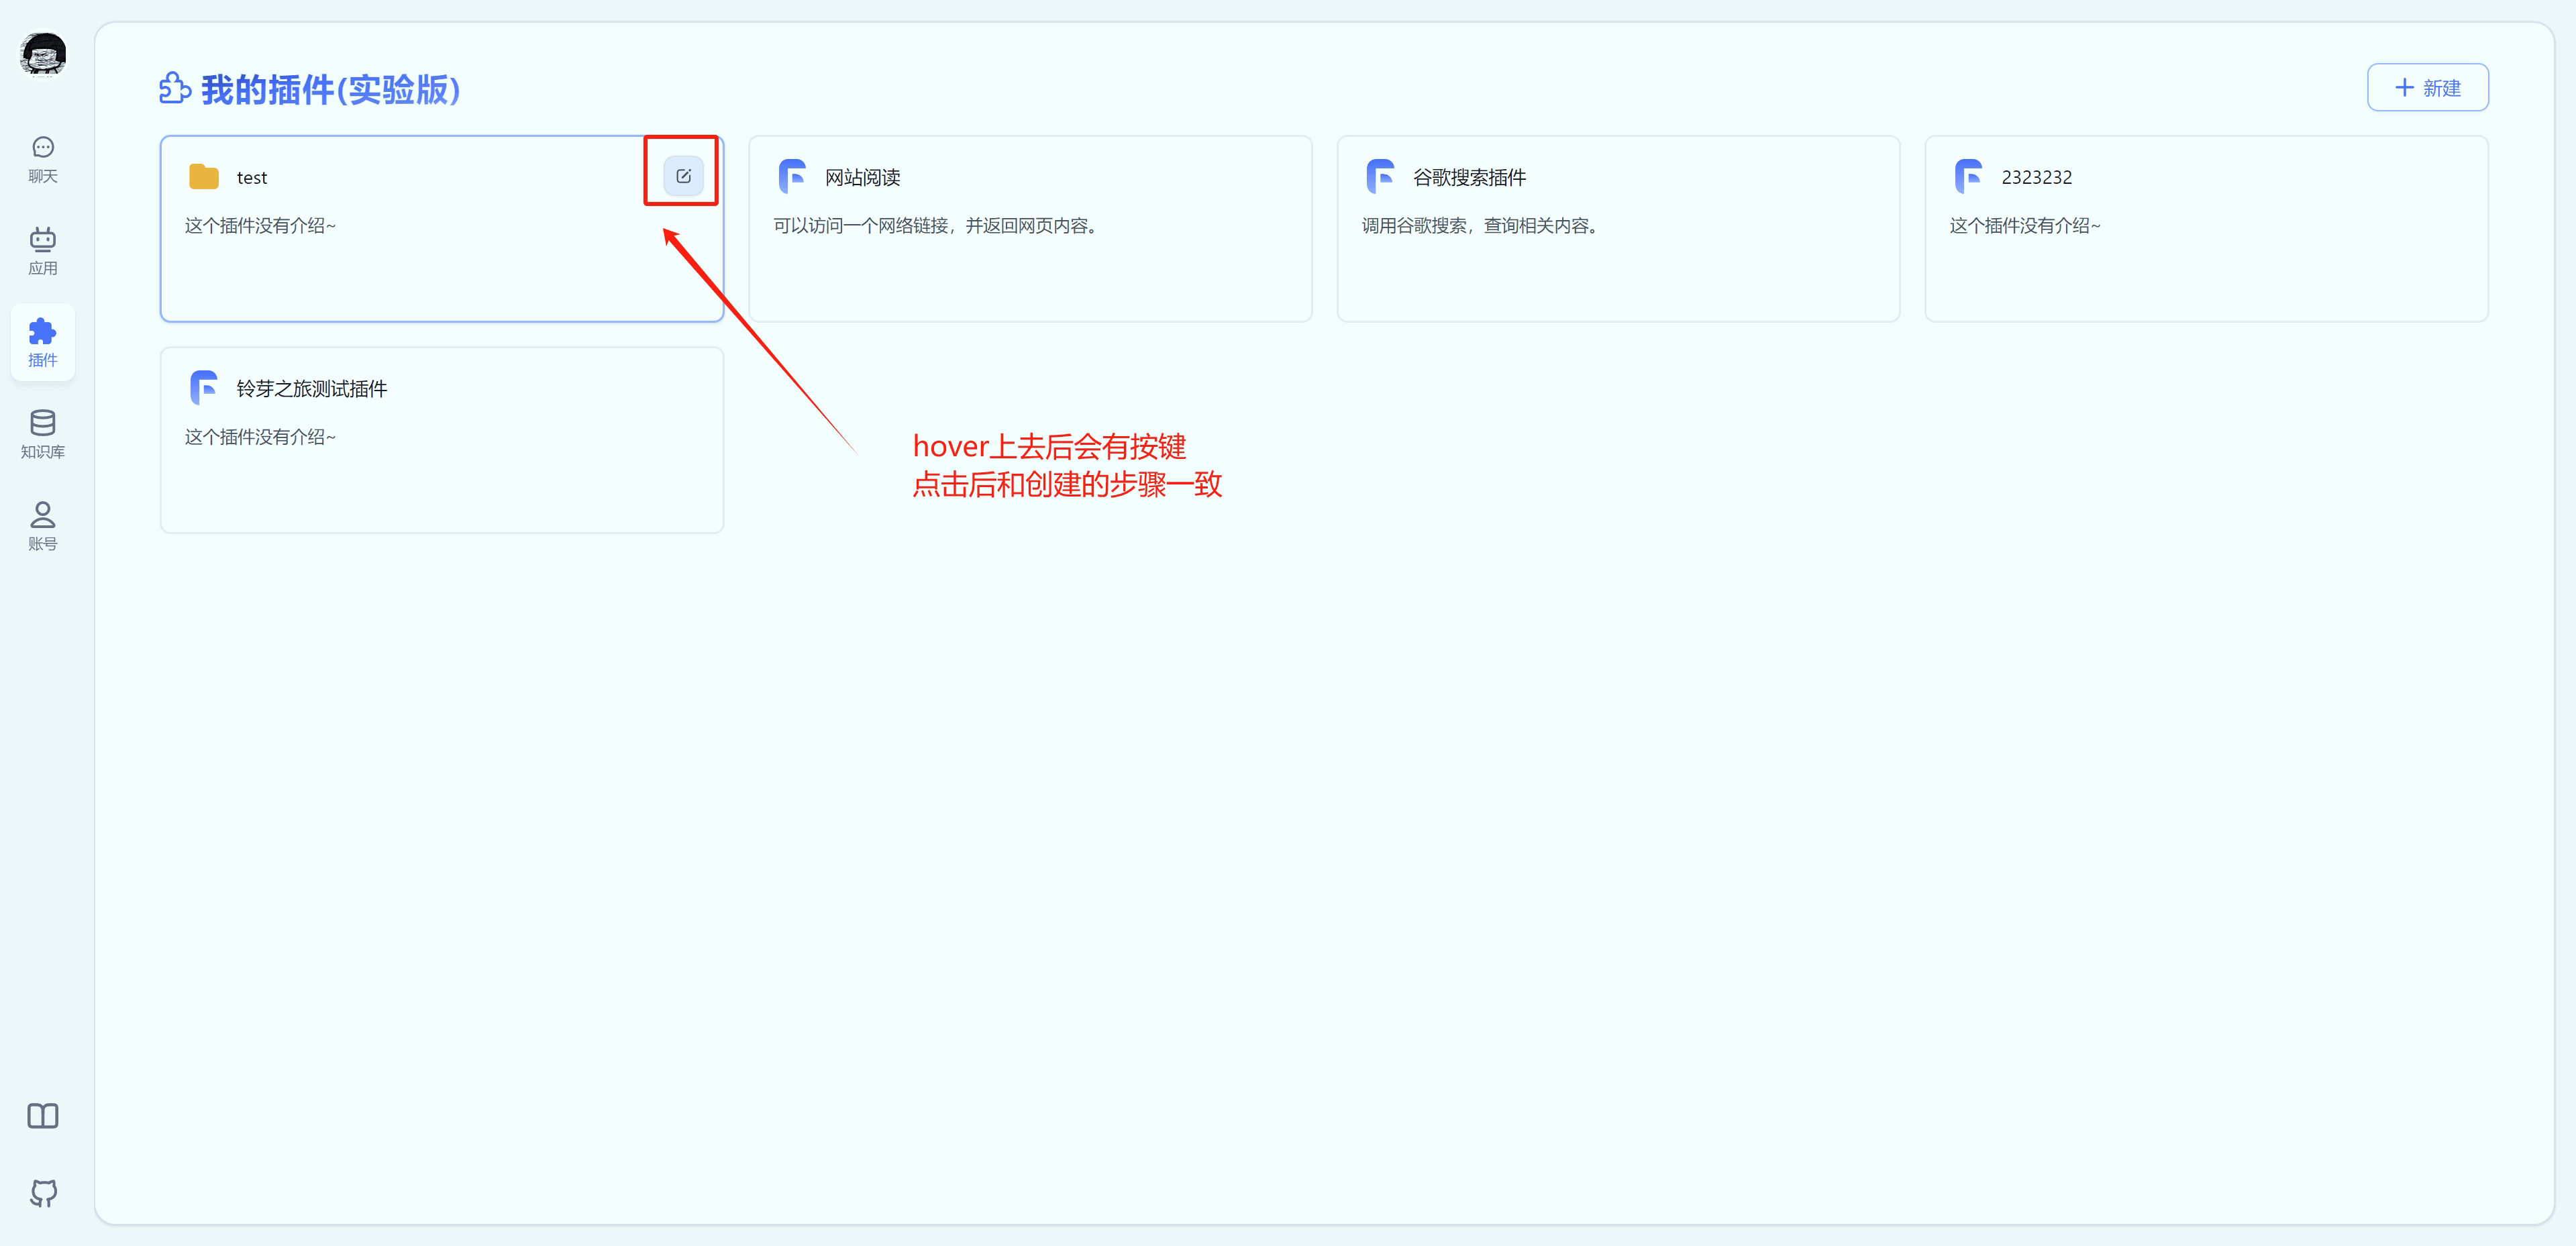 我的插件(实验版)
新建
聊天
应用
插件
知识库
账号
test
这个插件没有介绍~
网站阅读
可以访问一个网络链接，并返回网页内容。
谷歌搜索插件
调用谷歌搜索，查询相关内容。
2323232
这个插件没有介绍~
铃芽之旅测试插件
这个插件没有介绍~
hover上去后会有按键
点击后和创建的步骤一致